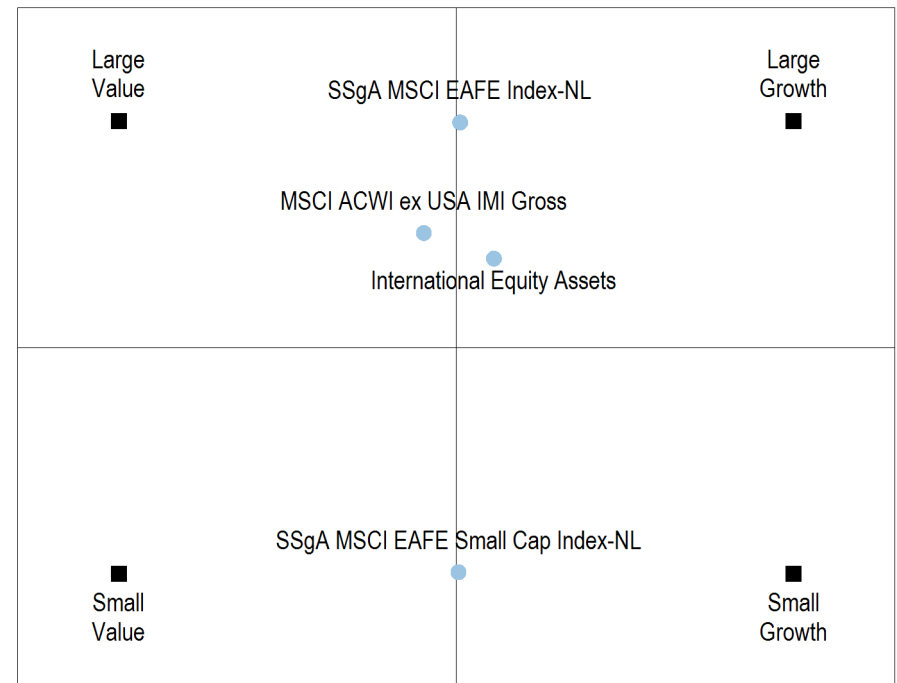 Large
Value
Large
Growth
SSgA MSCI EAFE Index-NL
MSCI ACWI ex USA IMI Gross
International Equity Assets
SSgA MSCI EAFE Small Cap Index-NL
Small
Value
Small
Growth